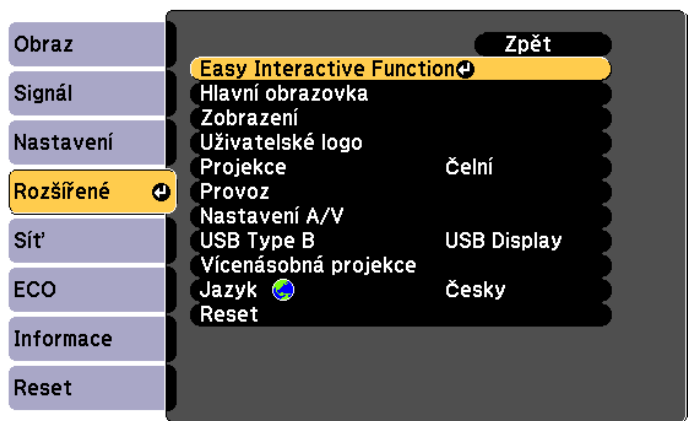 Obraz
Signál
Nastavení
Rozšířené
Síť
ECO
Informace
Reset
Zpět
Easy Interactive Function
Hlavní obrazovka
Zobrazení
Uživatelské logo
Projekce Čelní
Provoz
Nastavení A/V
USB Type B USB Display
Vícenásobná projekce
Jazyk Česky
Reset